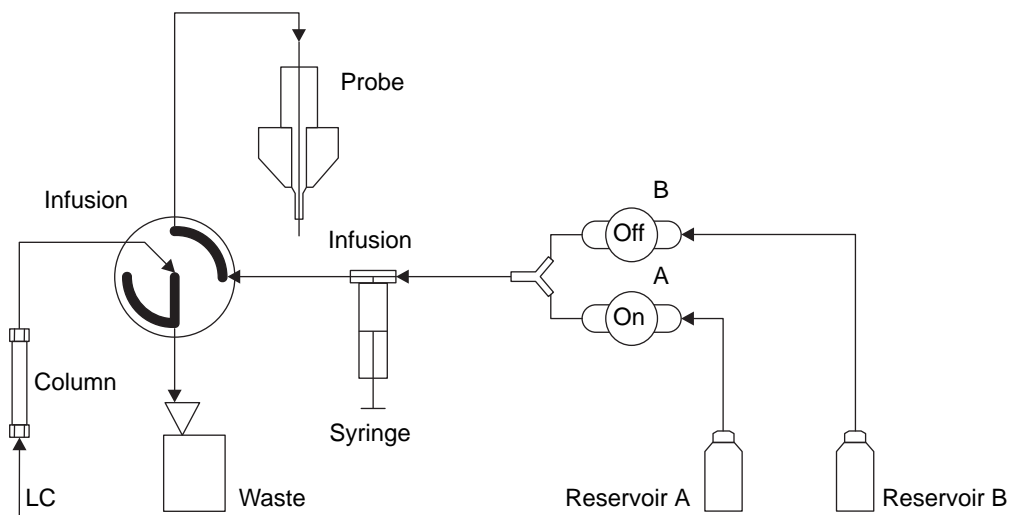 Probe
Infusion
B
Infusion
Off
A
On
Column
Syringe
LC
Waste
Reservoir A
Reservoir B